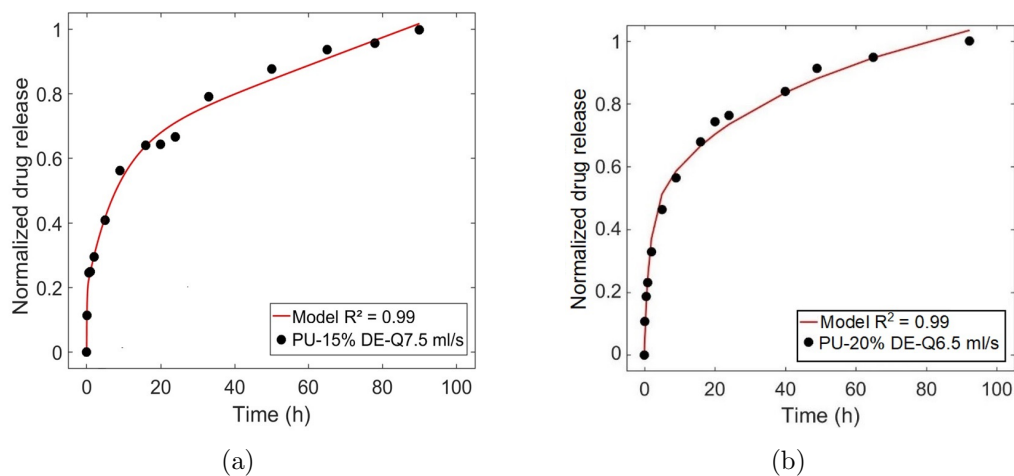 Normalized drug release
1
0.8
0.6
0.4
0.2
0
0
20
40
60
80
100
Time (h)
Model R² = 0.99
PU-15% DE-Q7.5 ml/s
(a)
Normalized drug release
1
0.8
0.6
0.4
0.2
0
0
20
40
60
80
100
Time (h)
Model R² = 0.99
PU-20% DE-Q6.5 ml/s
(b)